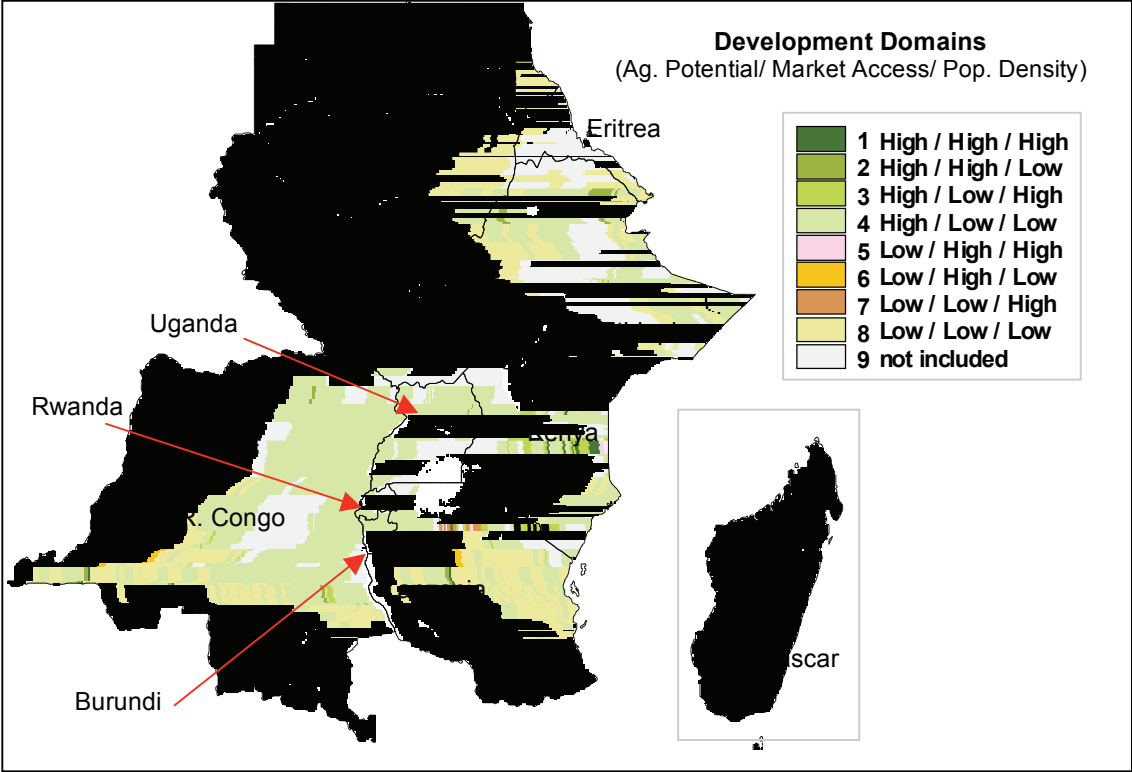 Development Domains
(Ag. Potential/ Market Access/ Pop. Density)
Eritrea
1 High / High / High
2 High / High / Low
3 High / Low / High
4 High / Low / Low
5 Low / High / High
6 Low / High / Low
7 Low / Low / High
8 Low / Low / Low
9 not included
Uganda
Rwanda
Kenya
R. Congo
scar
Burundi